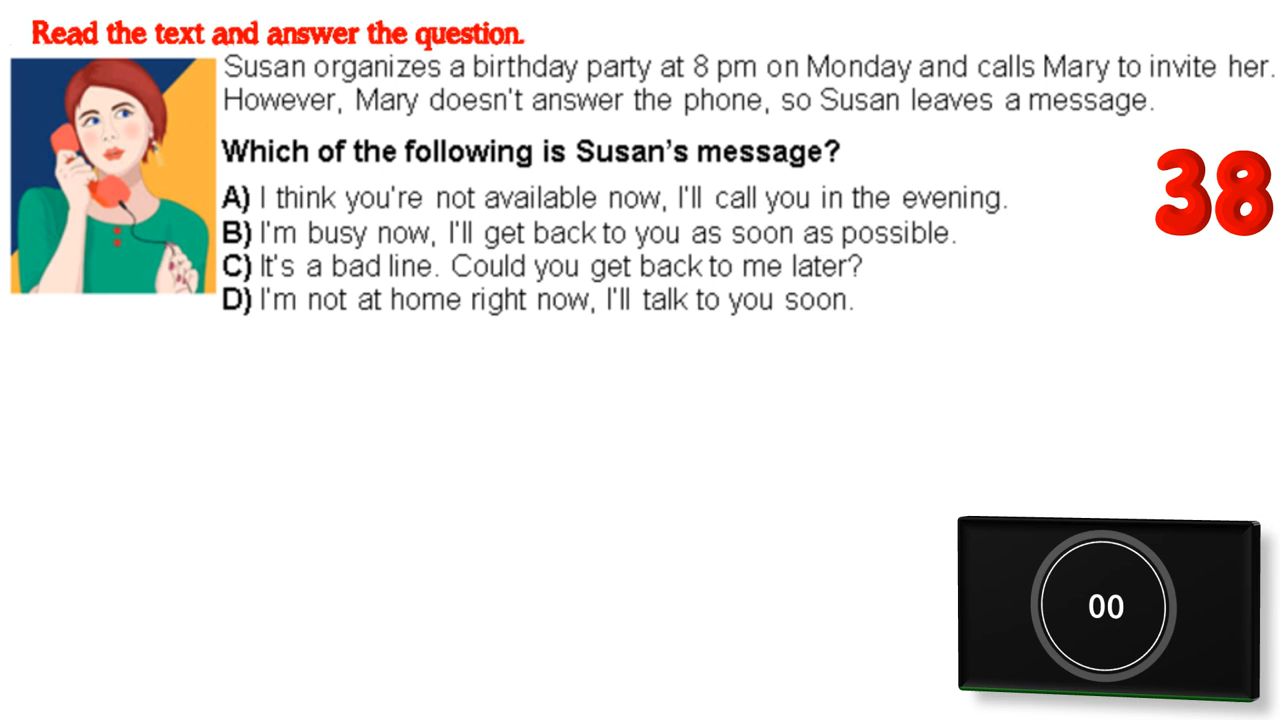 Read the text and answer the question.
Susan organizes a birthday party at 8 pm on Monday and calls Mary to invite her.
However, Mary doesn't answer the phone, so Susan leaves a message.
Which of the following is Susan's message?
A) I think you're not available now, I'll call you in the evening.
B) I'm busy now, I'll get back to you as soon as possible.
C) It's a bad line. Could you get back to me later?
D) I'm not at home right now, I'll talk to you soon.
38
00